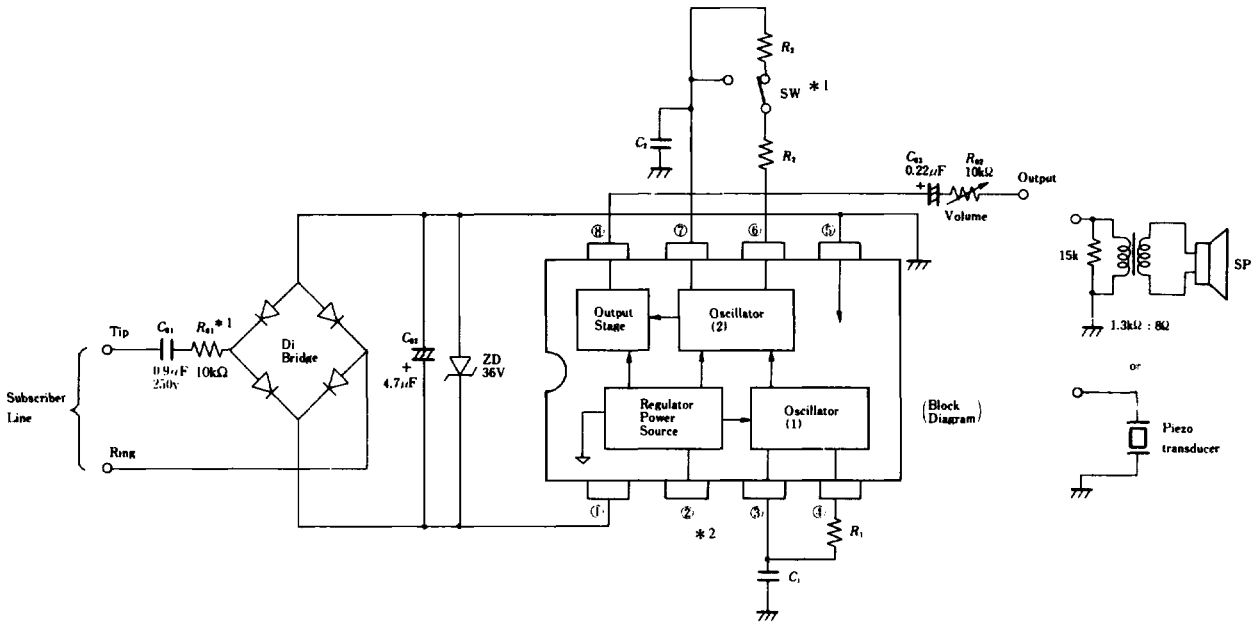 R₃
SW *1
C₂
R₂
C₀₃
0.22μF
+
R₀₂
10kΩ
Volume
Output
⑧
⑦
⑥
⑤
15k
SP
1.3kΩ : 8Ω
or
Piezo
transducer
Output
Stage
Oscillator
(2)
Regulator
Power
Source
Oscillator
(1)
(Block
Diagram)
Tip
C₀₁
0.9μF
250v
R₀₁ *1
10kΩ
Di
Bridge
C₀₂
+
4.7μF
ZD
36V
Subscriber
Line
Ring
①
②
③
④
*2
R₁
C₁